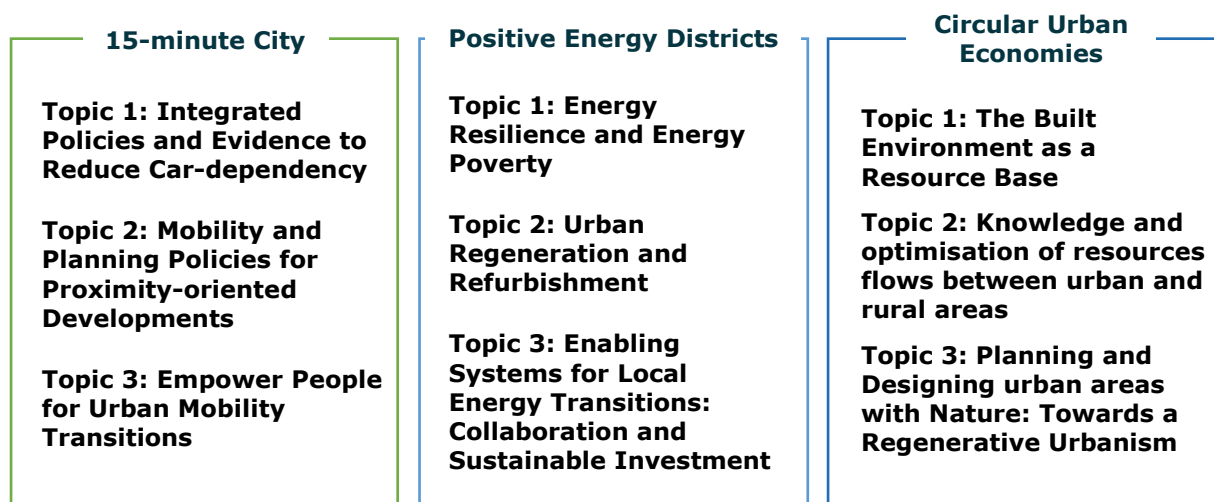 15-minute City
Topic 1: Integrated
Policies and Evidence to
Reduce Car-dependency
Topic 2: Mobility and
Planning Policies for
Proximity-oriented
Developments
Topic 3: Empower People
for Urban Mobility
Transitions
Positive Energy Districts
Topic 1: Energy
Resilience and Energy
Poverty
Topic 2: Urban
Regeneration and
Refurbishment
Topic 3: Enabling
Systems for Local
Energy Transitions:
Collaboration and
Sustainable Investment
Circular Urban
Economies
Topic 1: The Built
Environment as a
Resource Base
Topic 2: Knowledge and
optimisation of resources
flows between urban and
rural areas
Topic 3: Planning and
Designing urban areas
with Nature: Towards a
Regenerative Urbanism